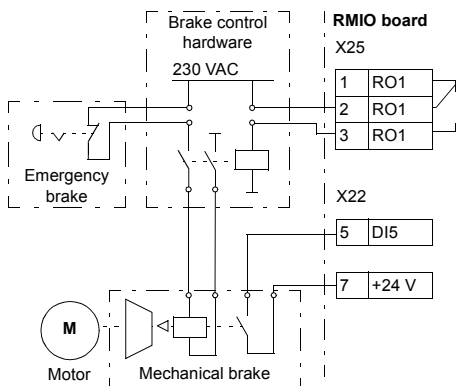 Brake control
hardware
230 VAC
RMIO board
X25
1 RO1
2 RO1
3 RO1
Emergency
brake
X22
5 DI5
7 +24 V
M
Motor
Mechanical brake